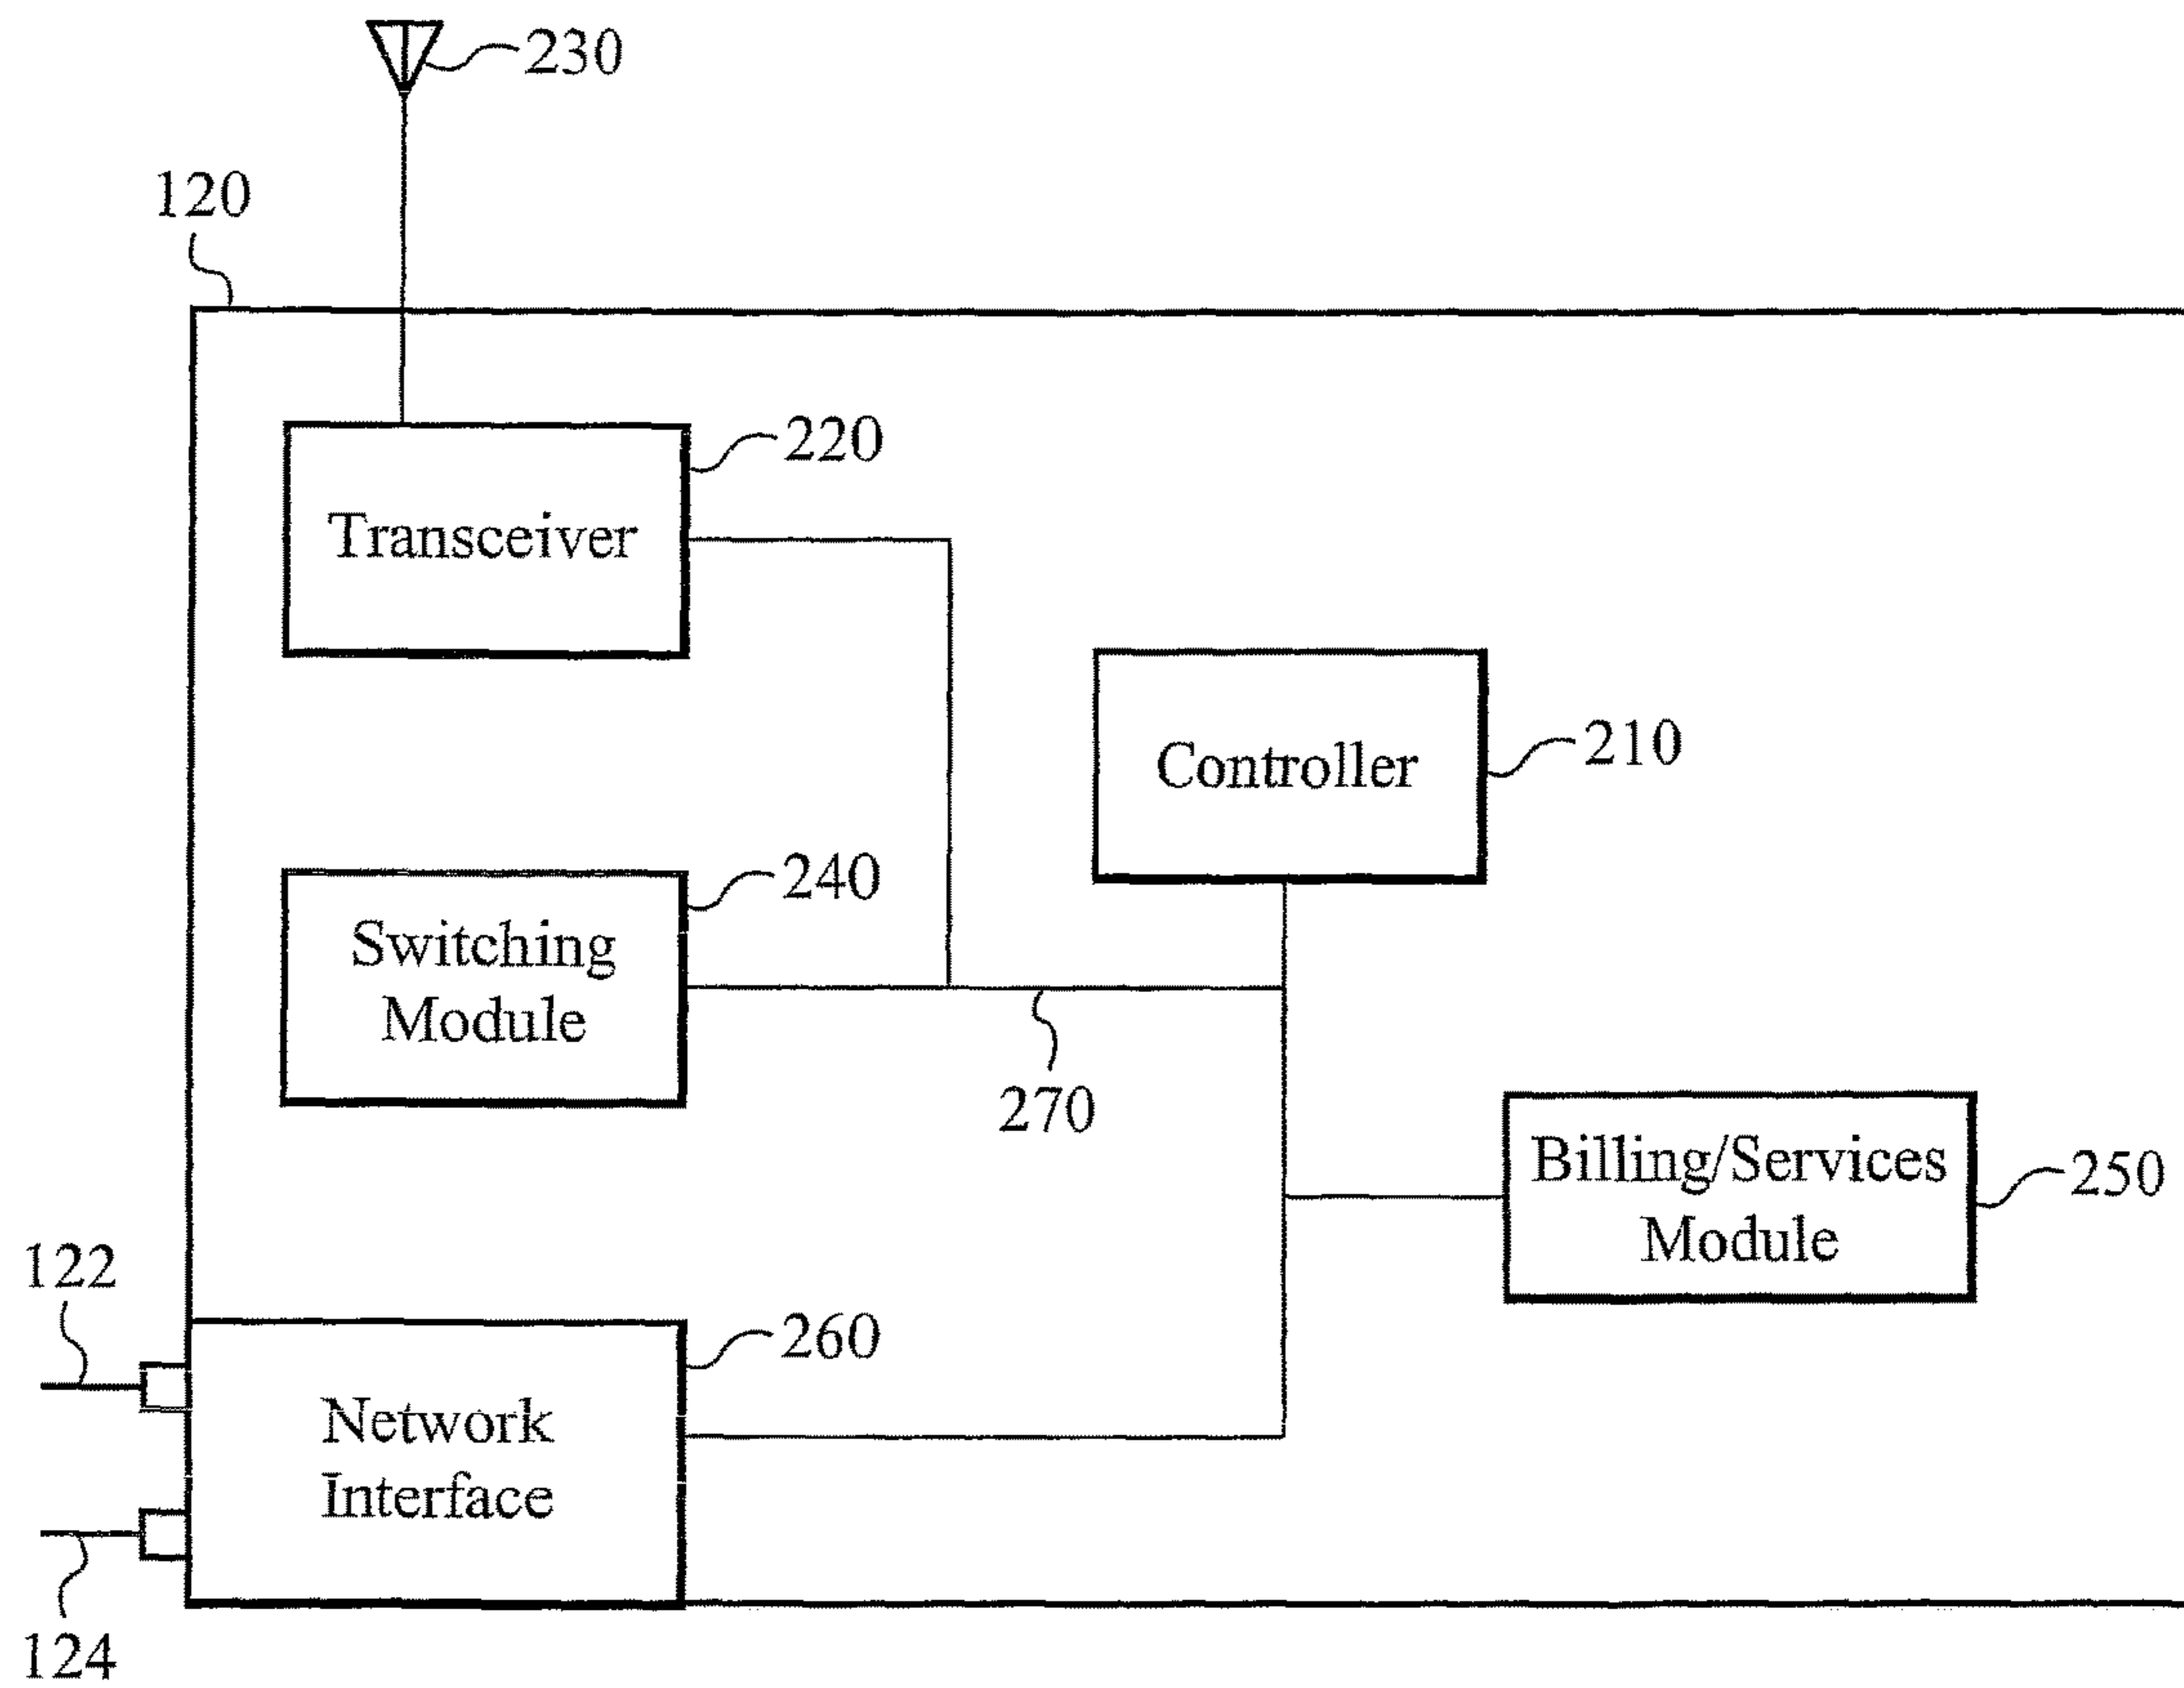 230
120
220
Transceiver
210
Controller
240
Switching
Module
270
250
Billing/Services
Module
122
260
Network
Interface
124